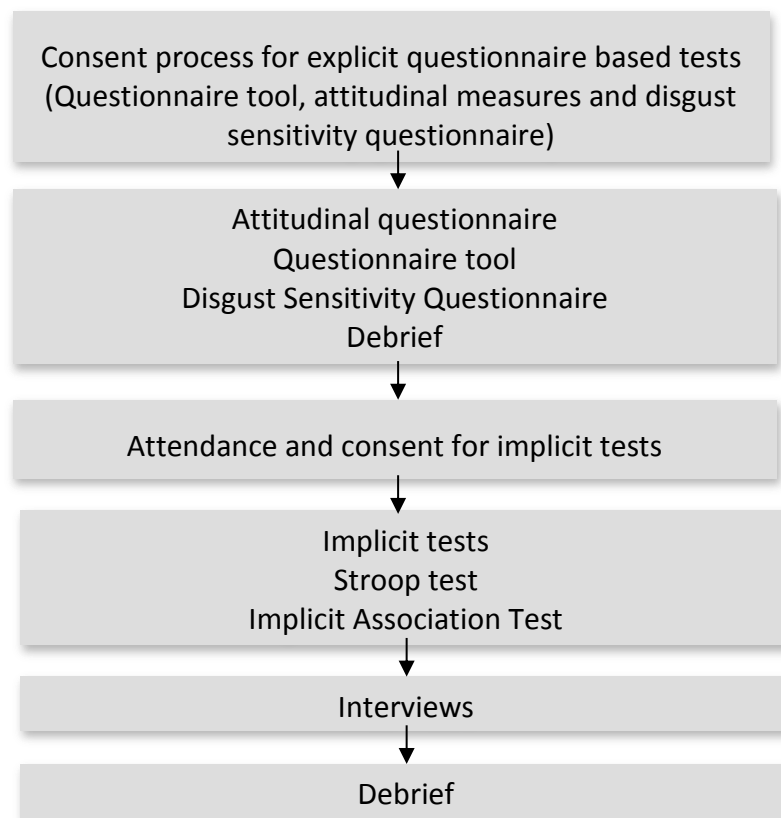 Consent process for explicit questionnaire based tests
(Questionnaire tool, attitudinal measures and disgust
sensitivity questionnaire)
Attitudinal questionnaire
Questionnaire tool
Disgust Sensitivity Questionnaire
Debrief
Attendance and consent for implicit tests
Implicit tests
Stroop test
Implicit Association Test
Interviews
Debrief